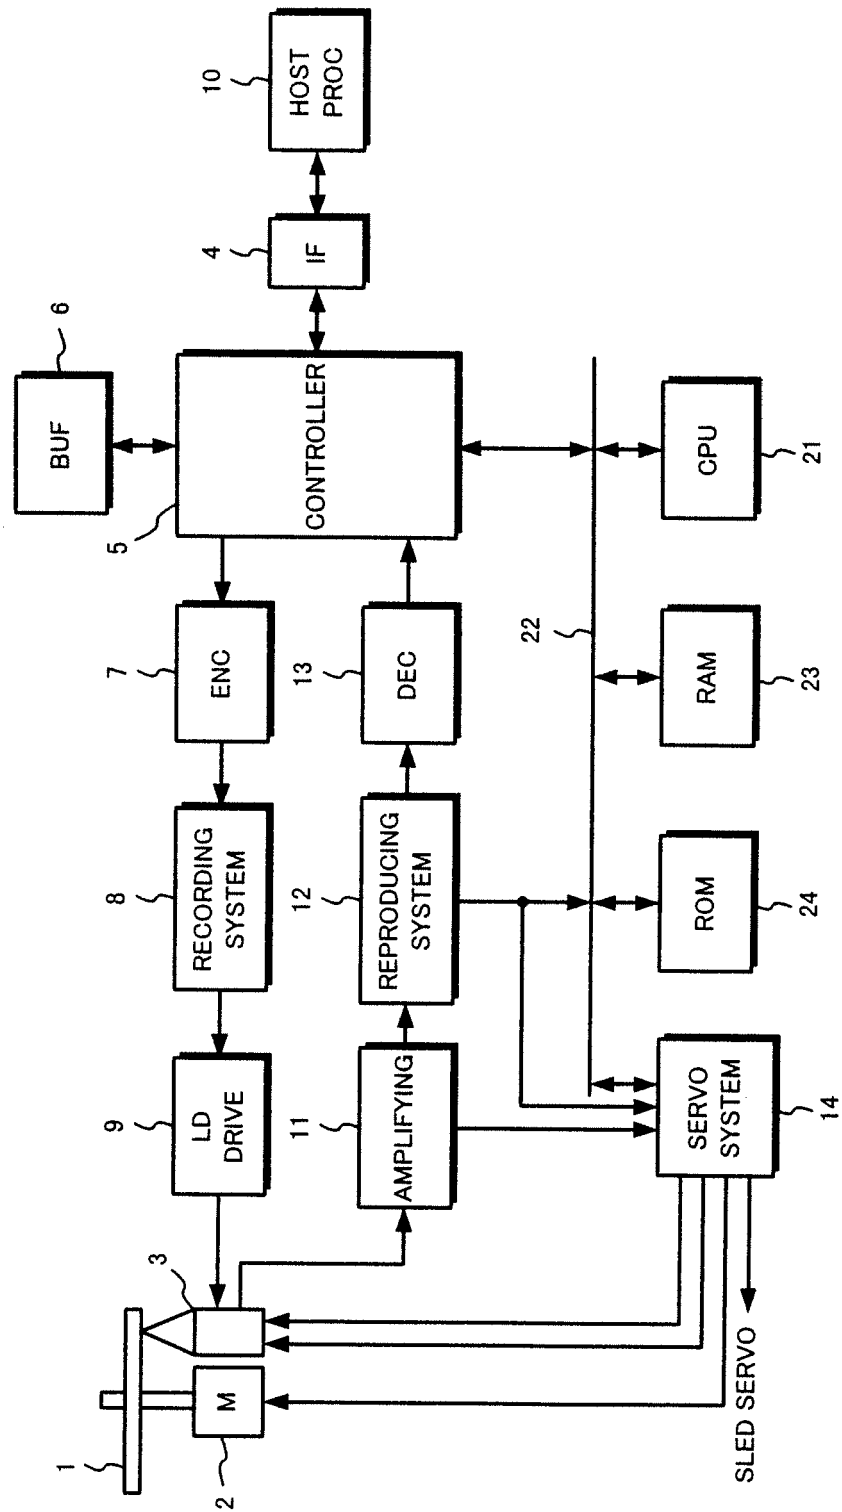 1
2
M
3
9
LD
DRIVE
8
RECORDING
SYSTEM
7
ENC
5
CONTROLLER
6
BUF
4
IF
10
HOST
PROC
11
AMPLIFYING
12
REPRODUCING
SYSTEM
13
DEC
22
SLED SERVO
SERVO
SYSTEM
14
ROM
24
RAM
23
CPU
21